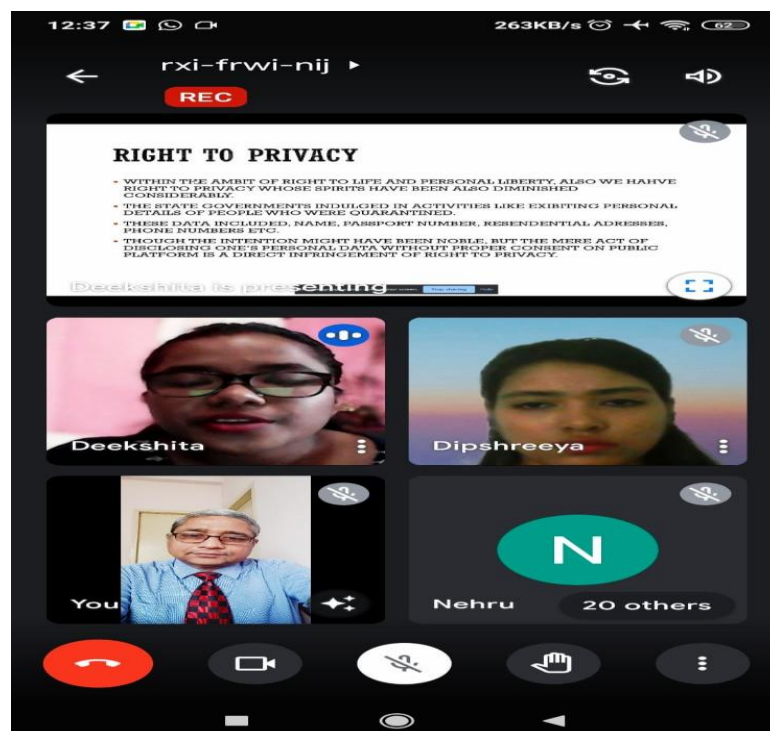 12:37 263KB/s 62
rxi-frwi-nij
REC
RIGHT TO PRIVACY
• WITHIN THE AMBIT OF RIGHT TO LIFE AND PERSONAL LIBERTY, ALSO WE HAHVE
RIGHT TO PRIVACY WHOSE SPIRITS HAVE BEEN ALSO DIMINISHED
CONSIDERABLY.
• THE STATE GOVERNMENTS INDULGED IN ACTIVITIES LIKE EXIBITING PERSONAL
DETAILS OF PEOPLE WHO WERE QUARANTINED.
• THESE DATA INCLUDED, NAME, PASSPORT NUMBER, RESENDENTIAL ADRESSES,
PHONE NUMBERS ETC.
• THOUGH THE INTENTION MIGHT HAVE BEEN NOBLE, BUT THE MERE ACT OF
DISCLOSING ONE'S PERSONAL DATA WITHOUT PROPER CONSENT ON PUBLIC
PLATFORM IS A DIRECT INFRINGEMENT OF RIGHT TO PRIVACY.
Deekshita is presenting
Stop sharing Hide
Deekshita
Dipshreeya
You
N
Nehru
20 others